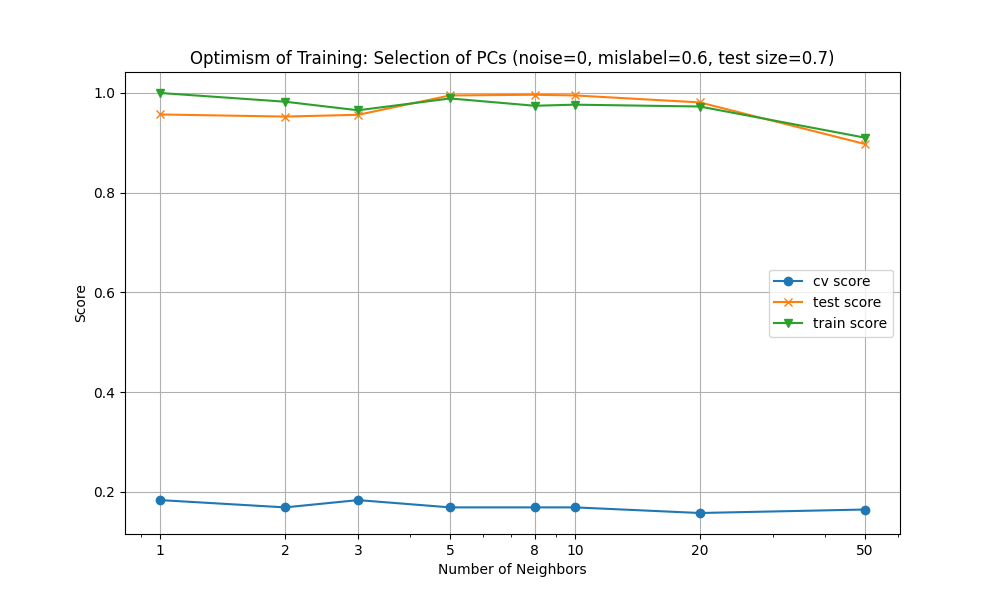 Optimism of Training: Selection of PCs (noise=0, mislabel=0.6, test size=0.7)
1.0
0.8
0.6
0.4
0.2
Score
cv score
test score
train score
1 2 3 5 8 10 20 50
Number of Neighbors